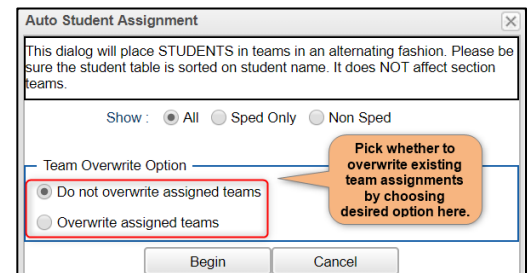 Auto Student Assignment
This dialog will place STUDENTS in teams in an alternating fashion. Please be
sure the student table is sorted on student name. It does NOT affect section
teams.
Show : All Sped Only Non Sped
Team Overwrite Option
Do not overwrite assigned teams
Overwrite assigned teams
Pick whether to
overwrite existing
team assignments
by choosing
desired option here.
Begin Cancel